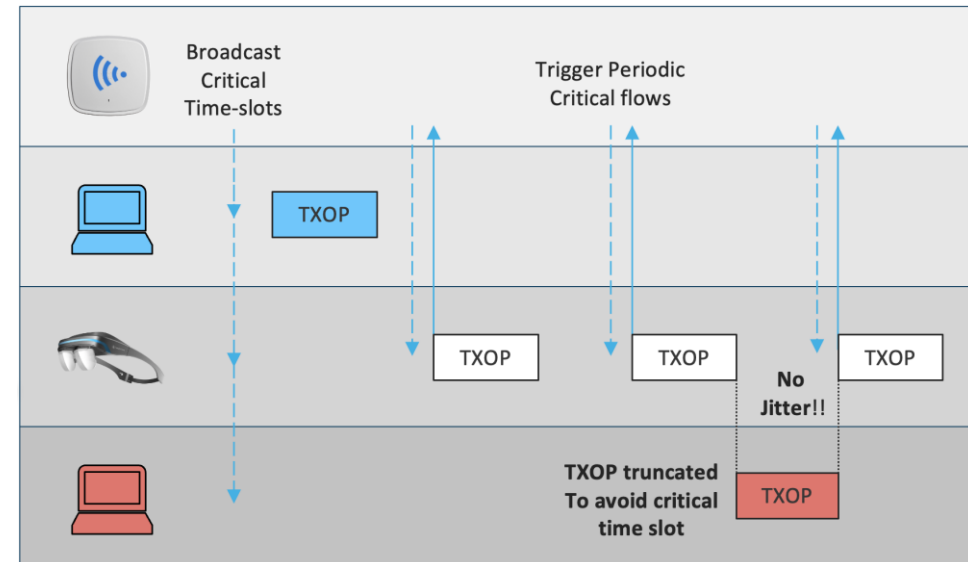 Broadcast
Critical
Time-slots
Trigger Periodic
Critical flows
TXOP
TXOP
TXOP
TXOP
No
Jitter!!
TXOP truncated
To avoid critical
time slot
TXOP